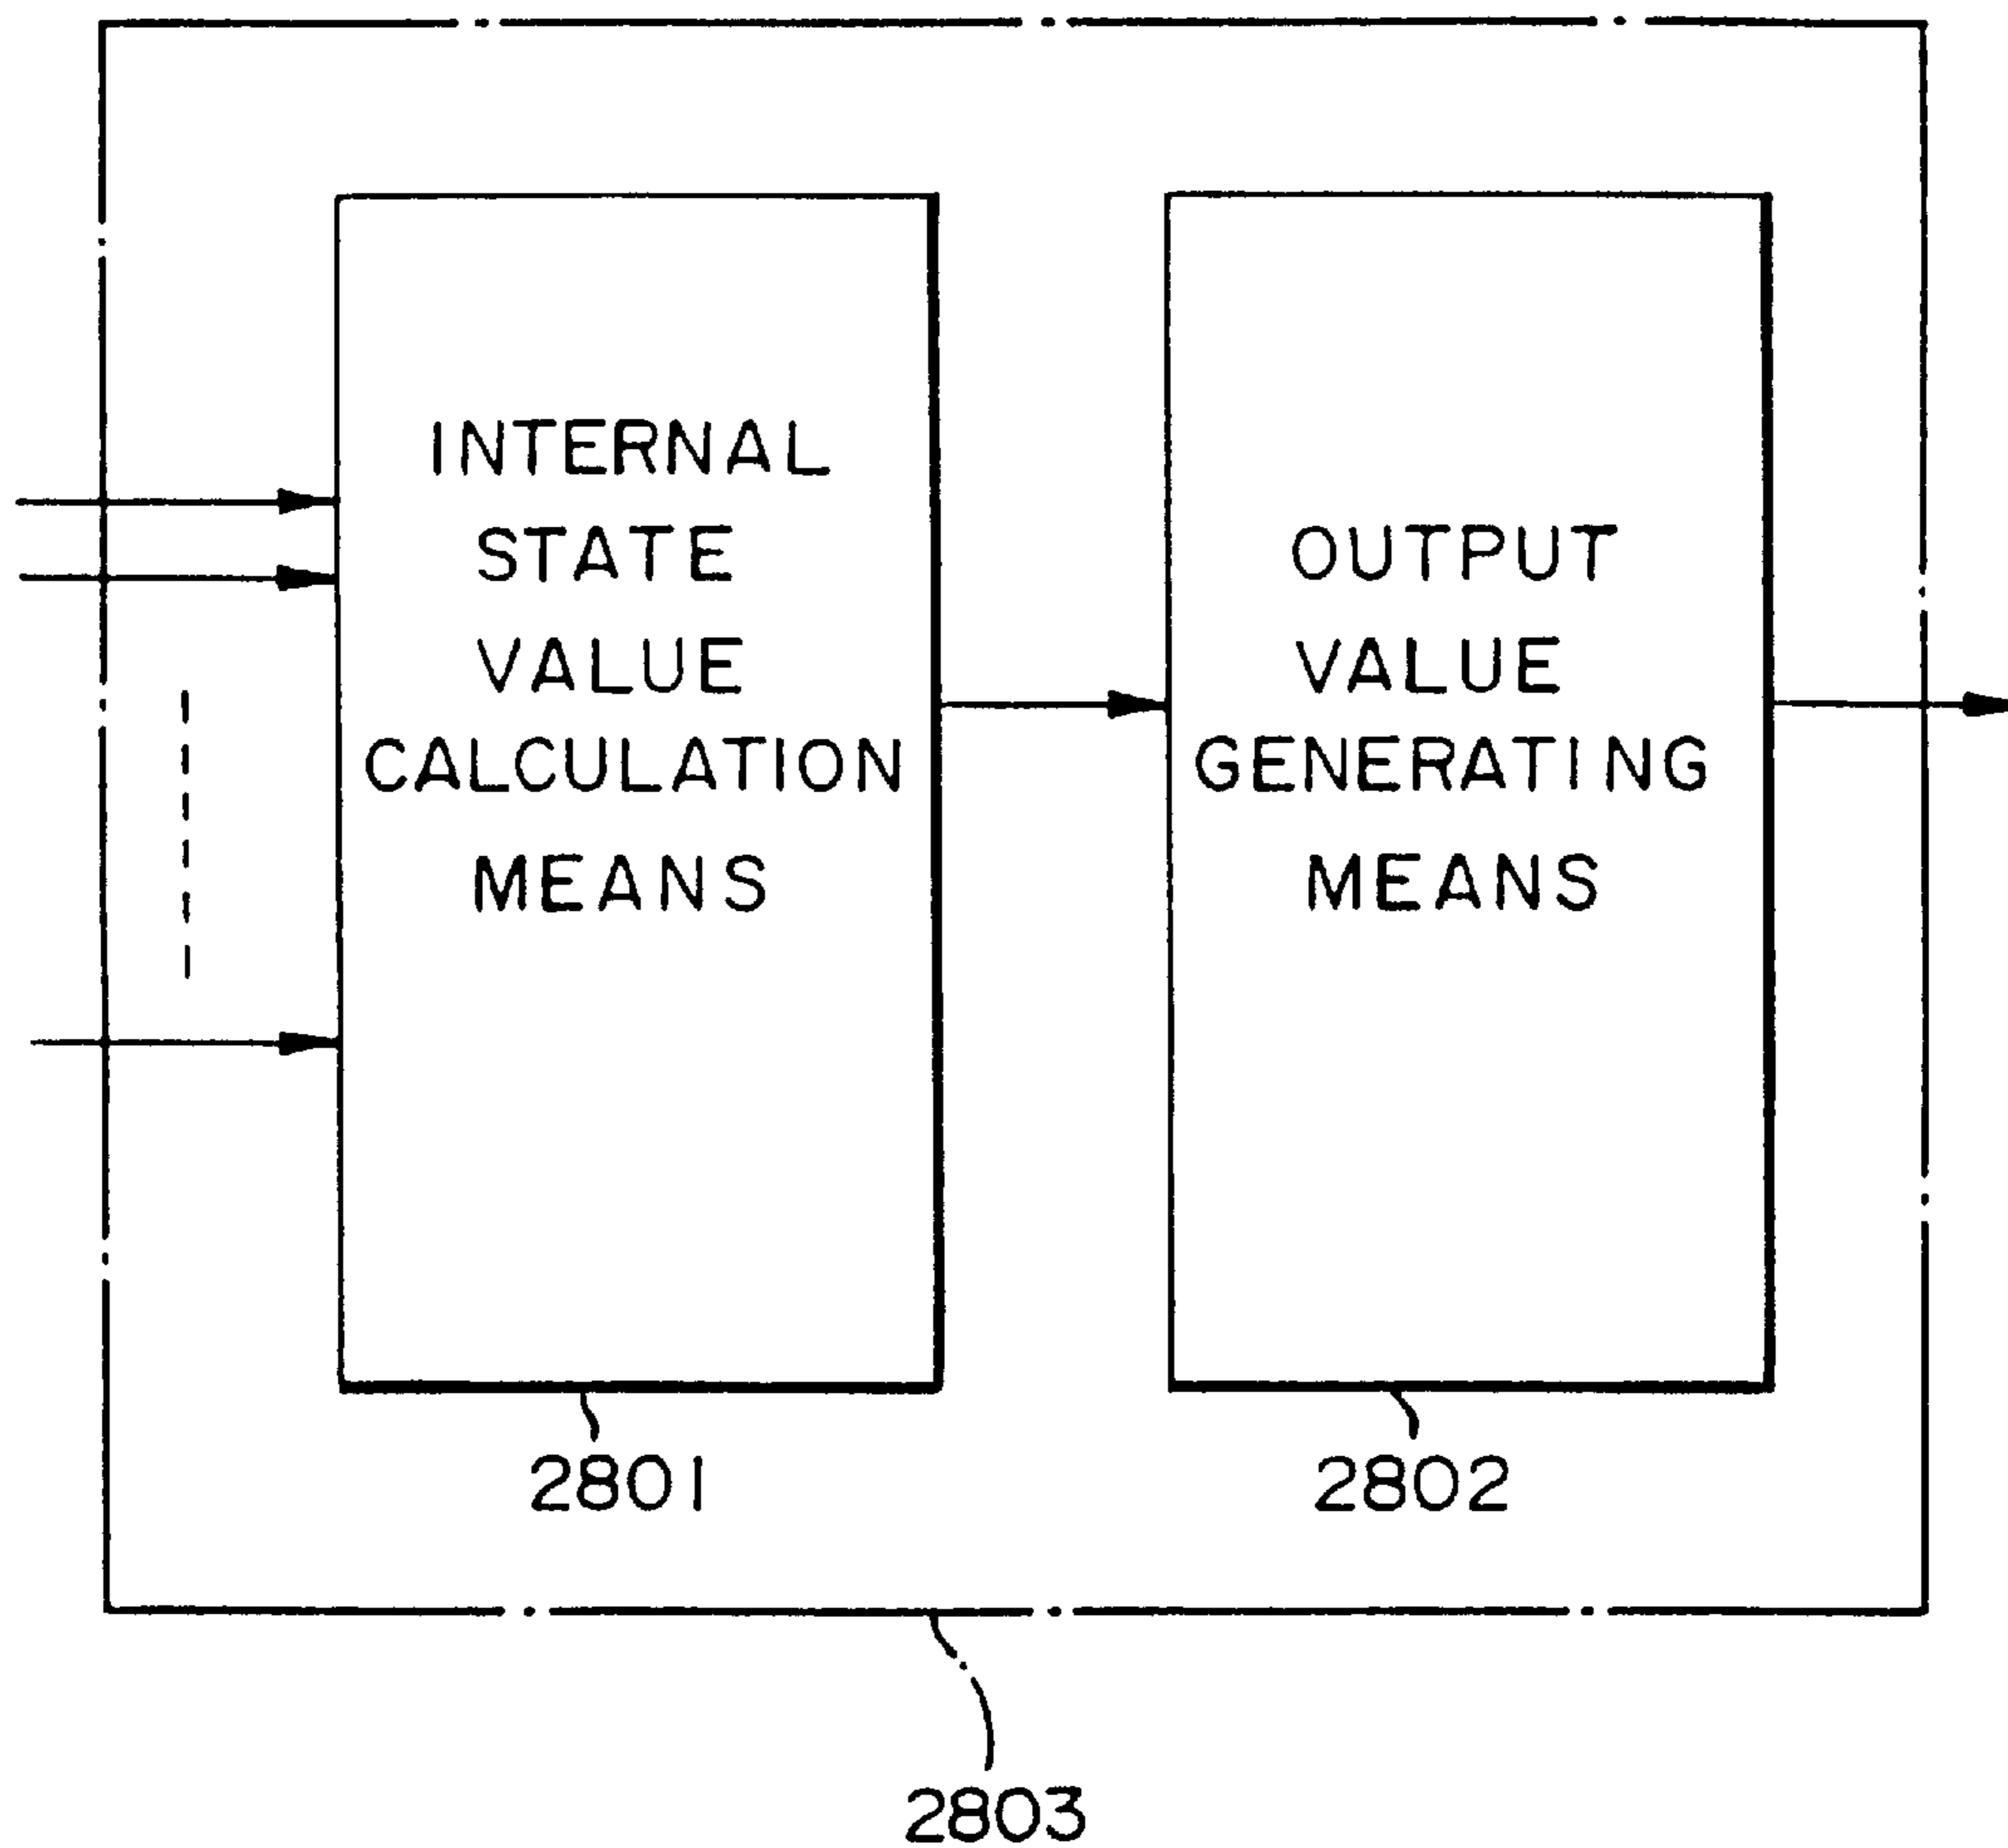 INTERNAL
STATE
VALUE
CALCULATION
MEANS
OUTPUT
VALUE
GENERATING
MEANS
2801
2802
2803